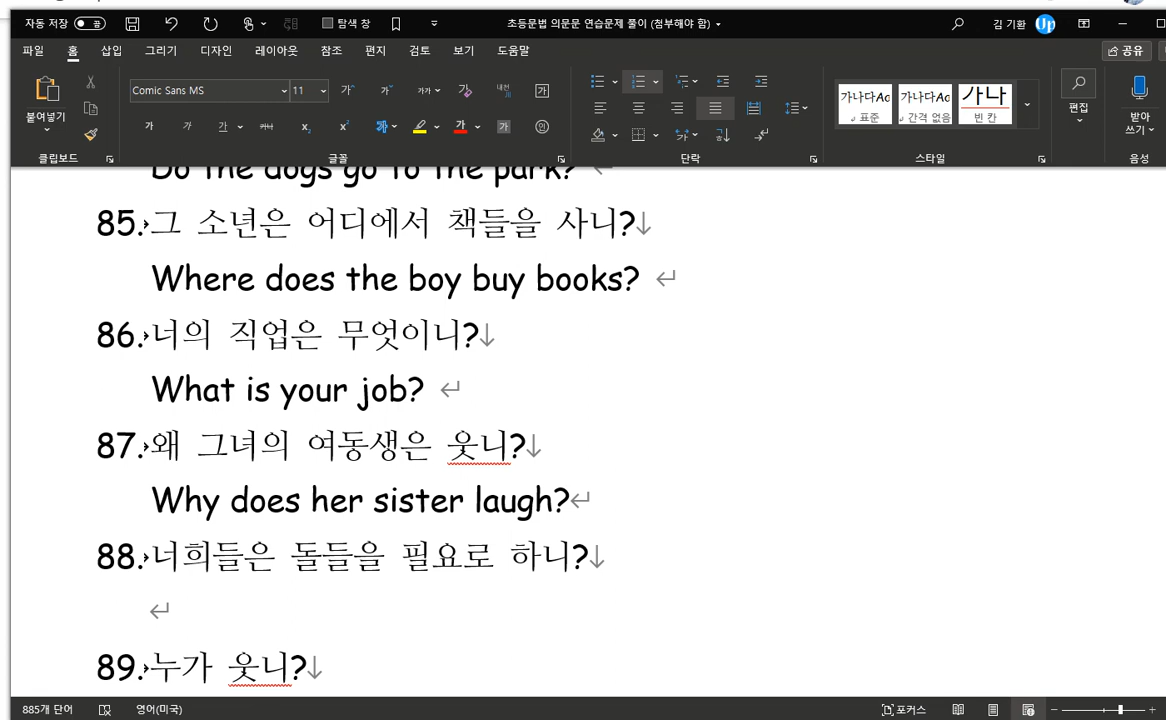 자동 저장 끔 탐색 창 초등문법 의문문 연습문제 풀이 (첨부해야 함) 김 기환 Up
파일 홈 삽입 그리기 디자인 레이아웃 참조 편지 검토 보기 도움말 공유
붙여넣기 Comic Sans MS 11 가나다Ac 가나다Ac 가나 편집 받아쓰기
표준 간격 없음 빈 칸
클립보드 글꼴 단락 스타일 음성
Do the dogs go to the park?
85. 그 소년은 어디에서 책들을 사니?
Where does the boy buy books?
86. 너의 직업은 무엇이니?
What is your job?
87. 왜 그녀의 여동생은 웃니?
Why does her sister laugh?
88. 너희들은 돌들을 필요로 하니?
89. 누가 웃니?
885개 단어 영어(미국) 포커스